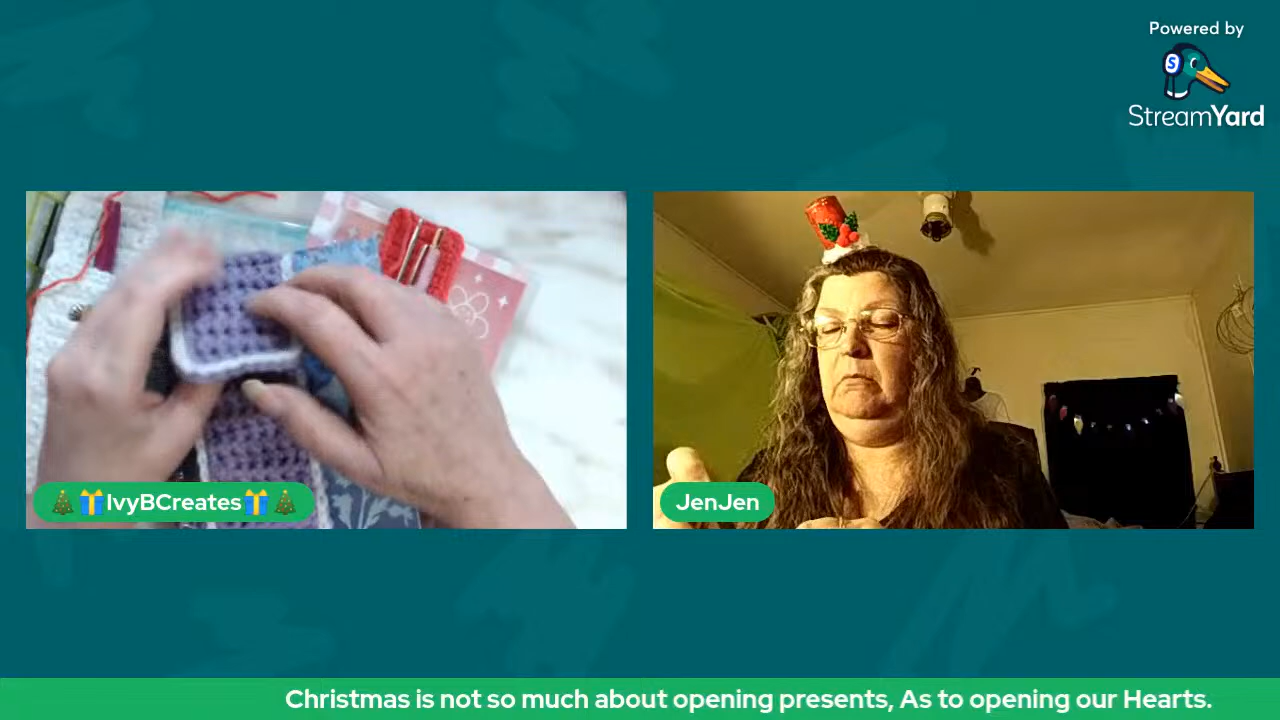 Powered by
S
StreamYard
🎄🎁IvyBCreates🎁🎄
JenJen
Christmas is not so much about opening presents, As to opening our Hearts.